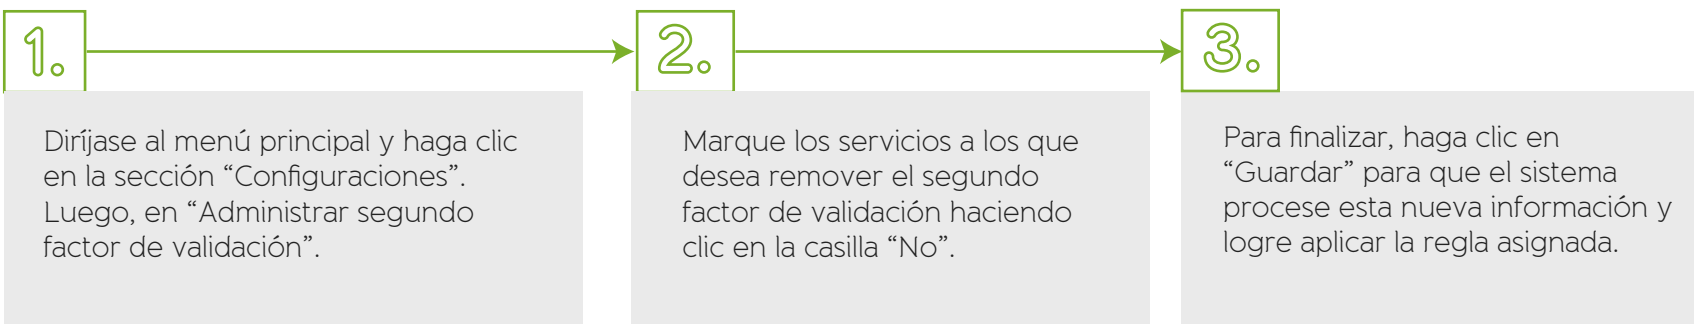 1.
Diríjase al menú principal y haga clic
en la sección “Configuraciones”.
Luego, en “Administrar segundo
factor de validación”.
2.
Marque los servicios a los que
desea remover el segundo
factor de validación haciendo
clic en la casilla “No”.
3.
Para finalizar, haga clic en
“Guardar” para que el sistema
procese esta nueva información y
logre aplicar la regla asignada.